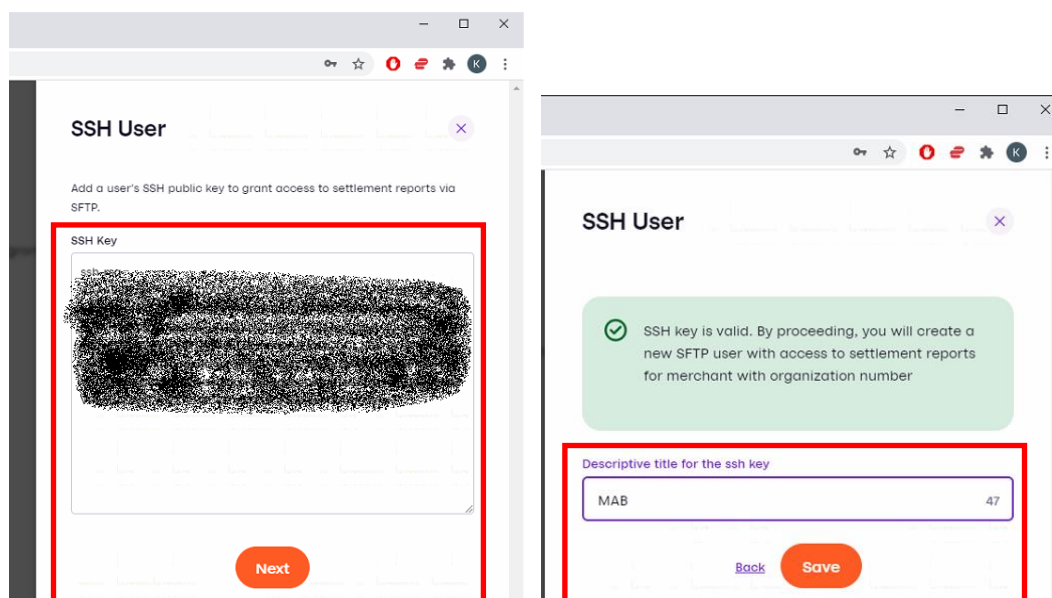 K
SSH User
Add a user's SSH public key to grant access to settlement reports via
SFTP.
SSH Key
Next
K
SSH User
SSH key is valid. By proceeding, you will create a
new SFTP user with access to settlement reports
for merchant with organization number
Descriptive title for the ssh key
MAB 47
Back Save